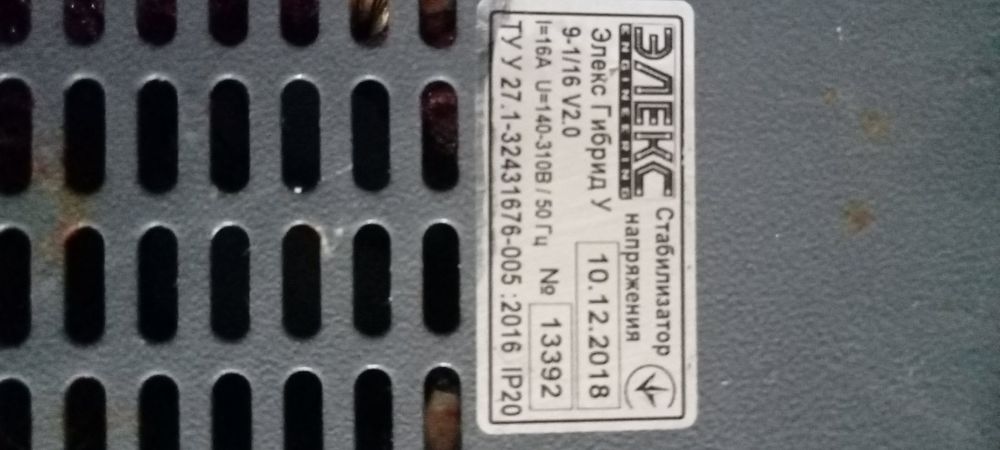 ЭЛЕКС
ENGINEERING
Стабилизатор
напряжения
Элекс Гибрид У
9-1/16 V2.0
10.12.2018
I=16A U=140-310В / 50 Гц
№ 13392
ТУ У 27.1-32431676-005 :2016 IP20